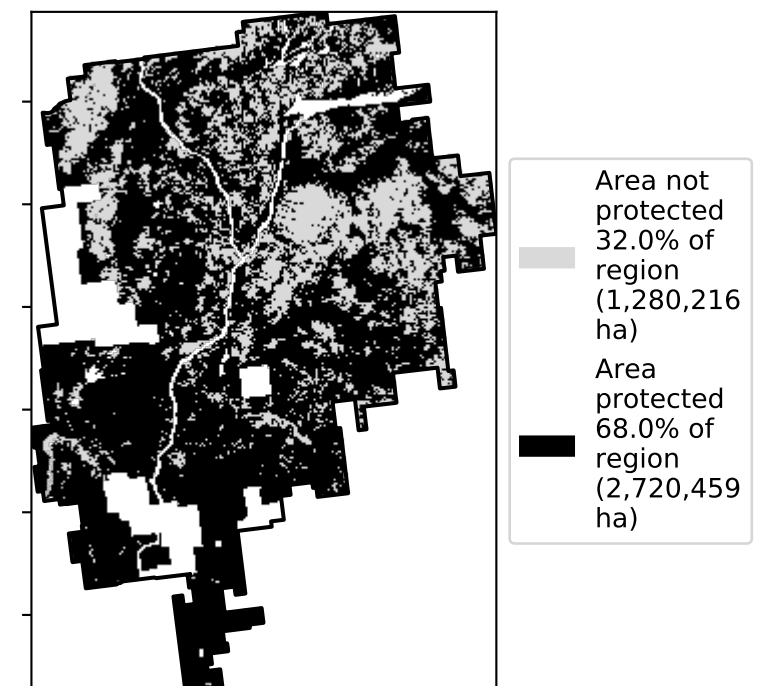 Area not
protected
32.0% of
region
(1,280,216
ha)
Area
protected
68.0% of
region
(2,720,459
ha)